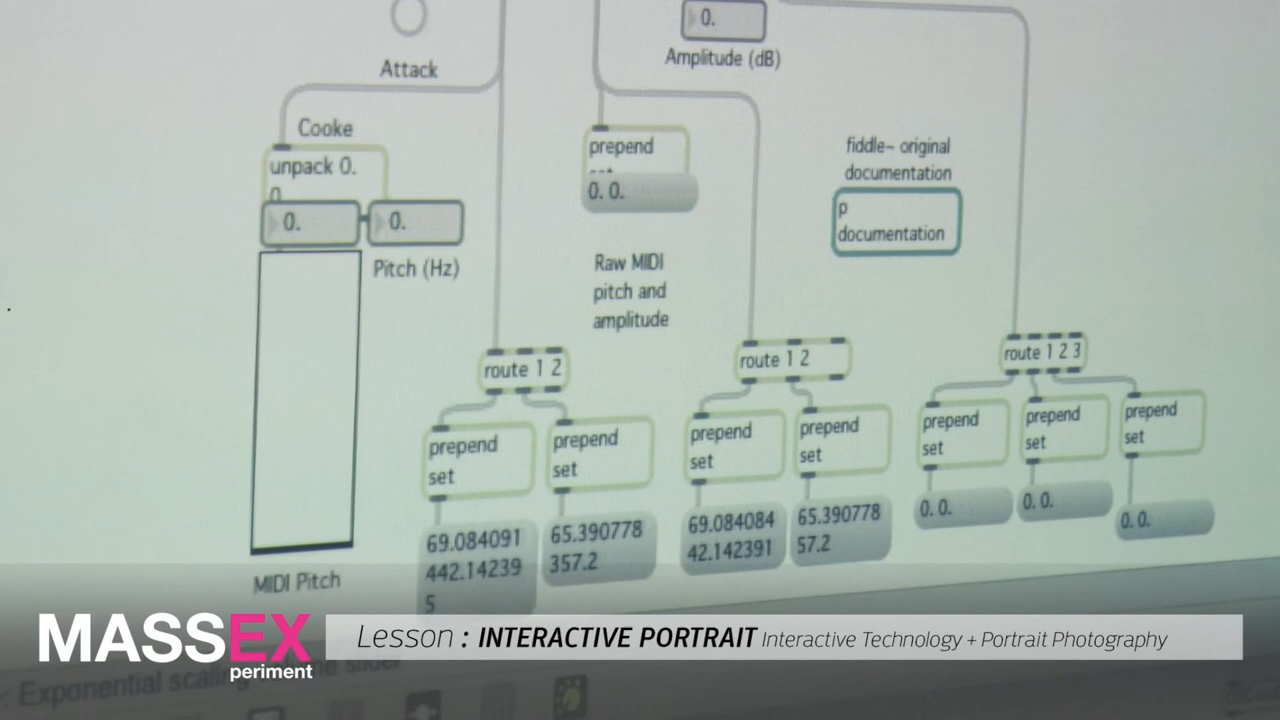 0.
Amplitude (dB)
Attack
Cooke
unpack 0.
0
0.
0.
Pitch (Hz)
prepend
0. 0.
Raw MIDI
pitch and
amplitude
fiddle~ original
documentation
p
documentation
route 1 2
route 1 2
route 1 2 3
prepend
set
prepend
set
prepend
set
prepend
set
prepend
set
prepend
set
prepend
set
69.084091
442.14239
5
65.390778
357.2
69.084084
42.142391
65.390778
57.2
0. 0.
0. 0.
0. 0.
MIDI Pitch
MASSEX
periment
Lesson : INTERACTIVE PORTRAIT Interactive Technology + Portrait Photography
: Exponential